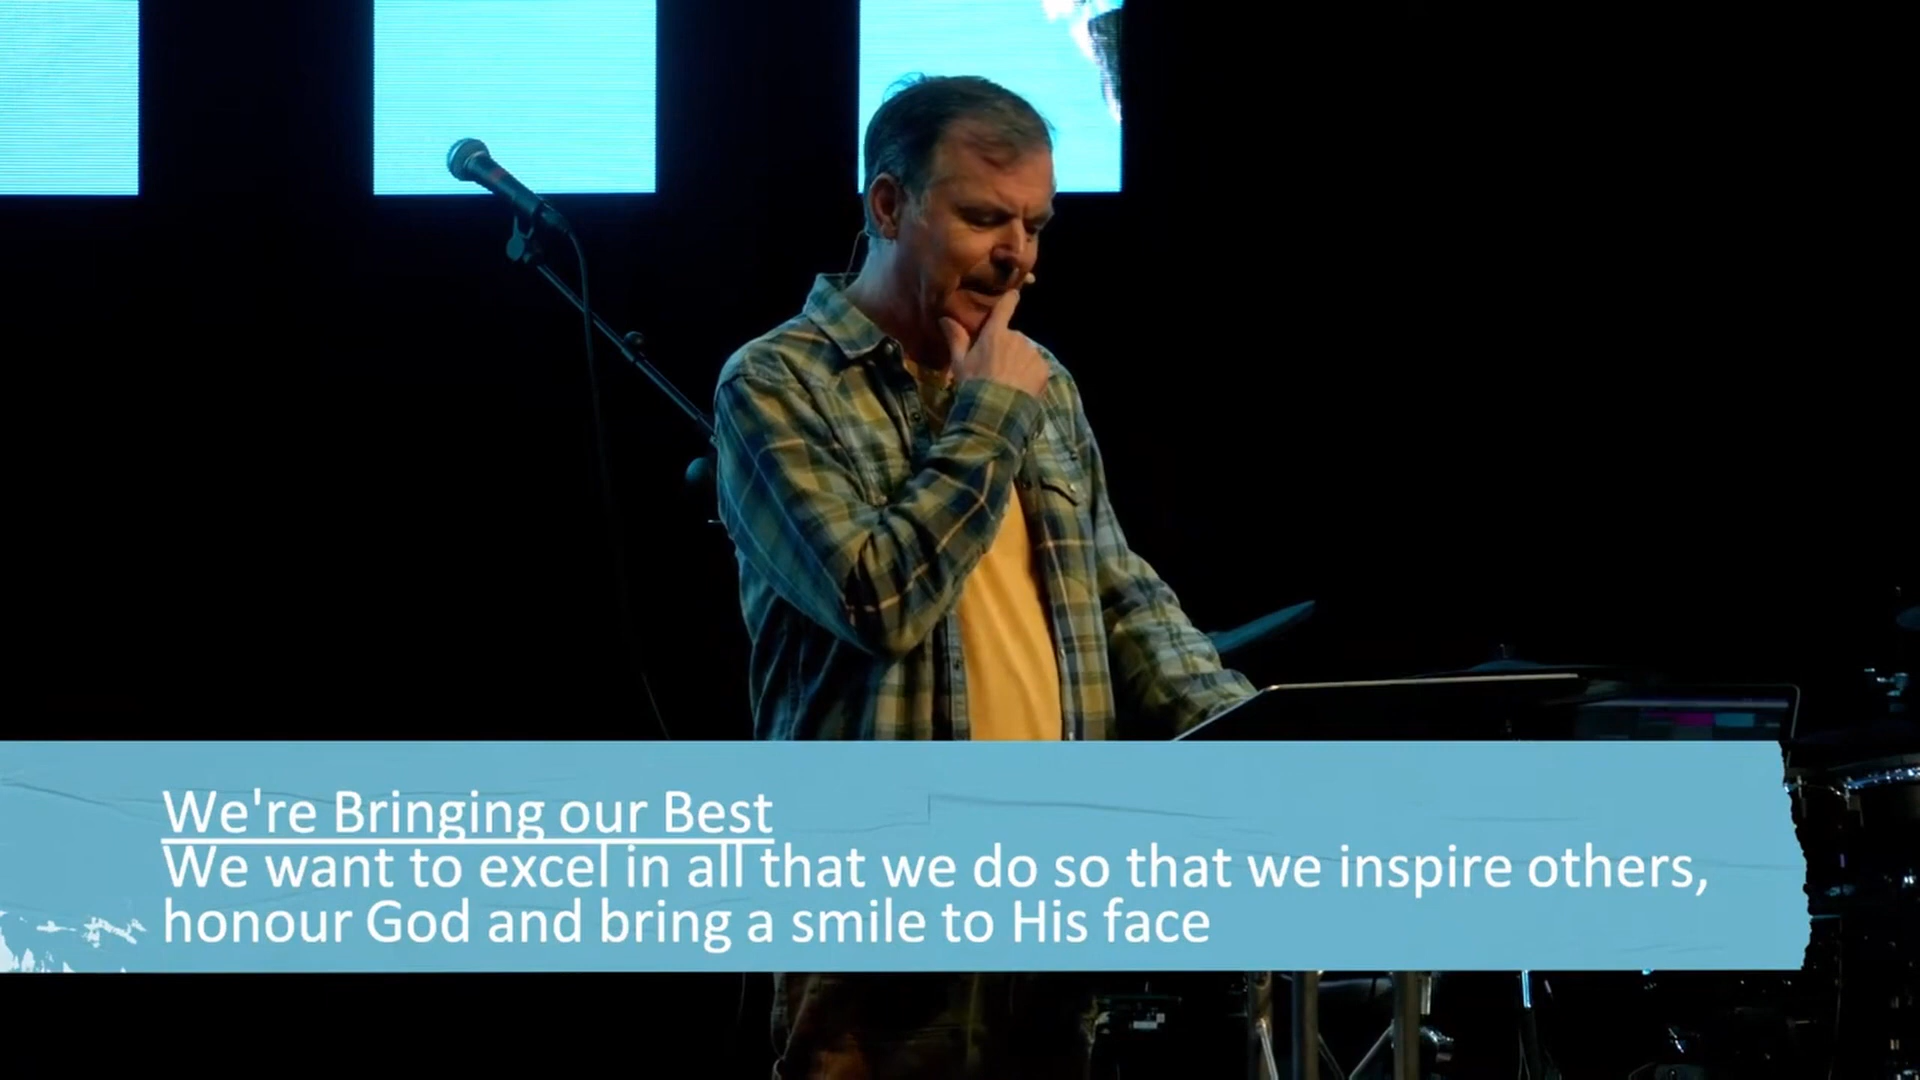 We're Bringing our Best
We want to excel in all that we do so that we inspire others,
honour God and bring a smile to His face